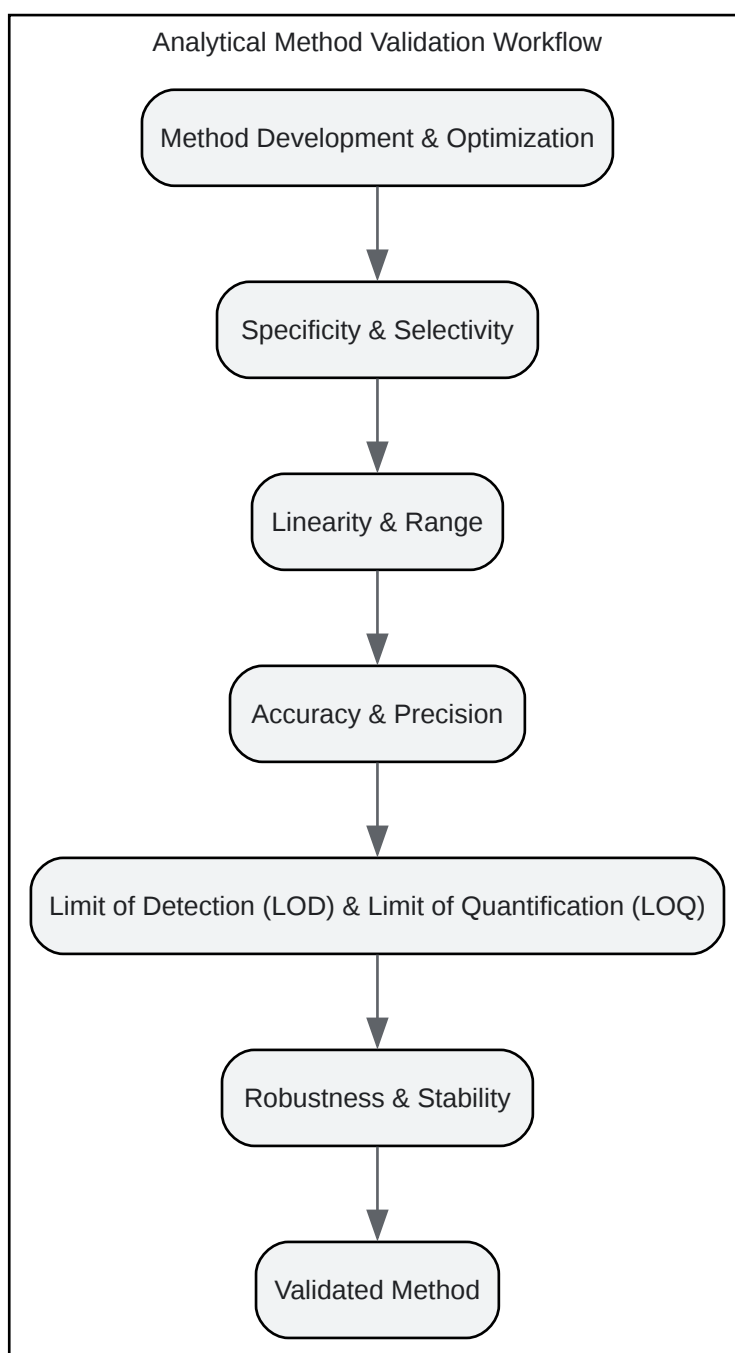 Analytical Method Validation Workflow
Method Development & Optimization
Specificity & Selectivity
Linearity & Range
Accuracy & Precision
Limit of Detection (LOD) & Limit of Quantification (LOQ)
Robustness & Stability
Validated Method